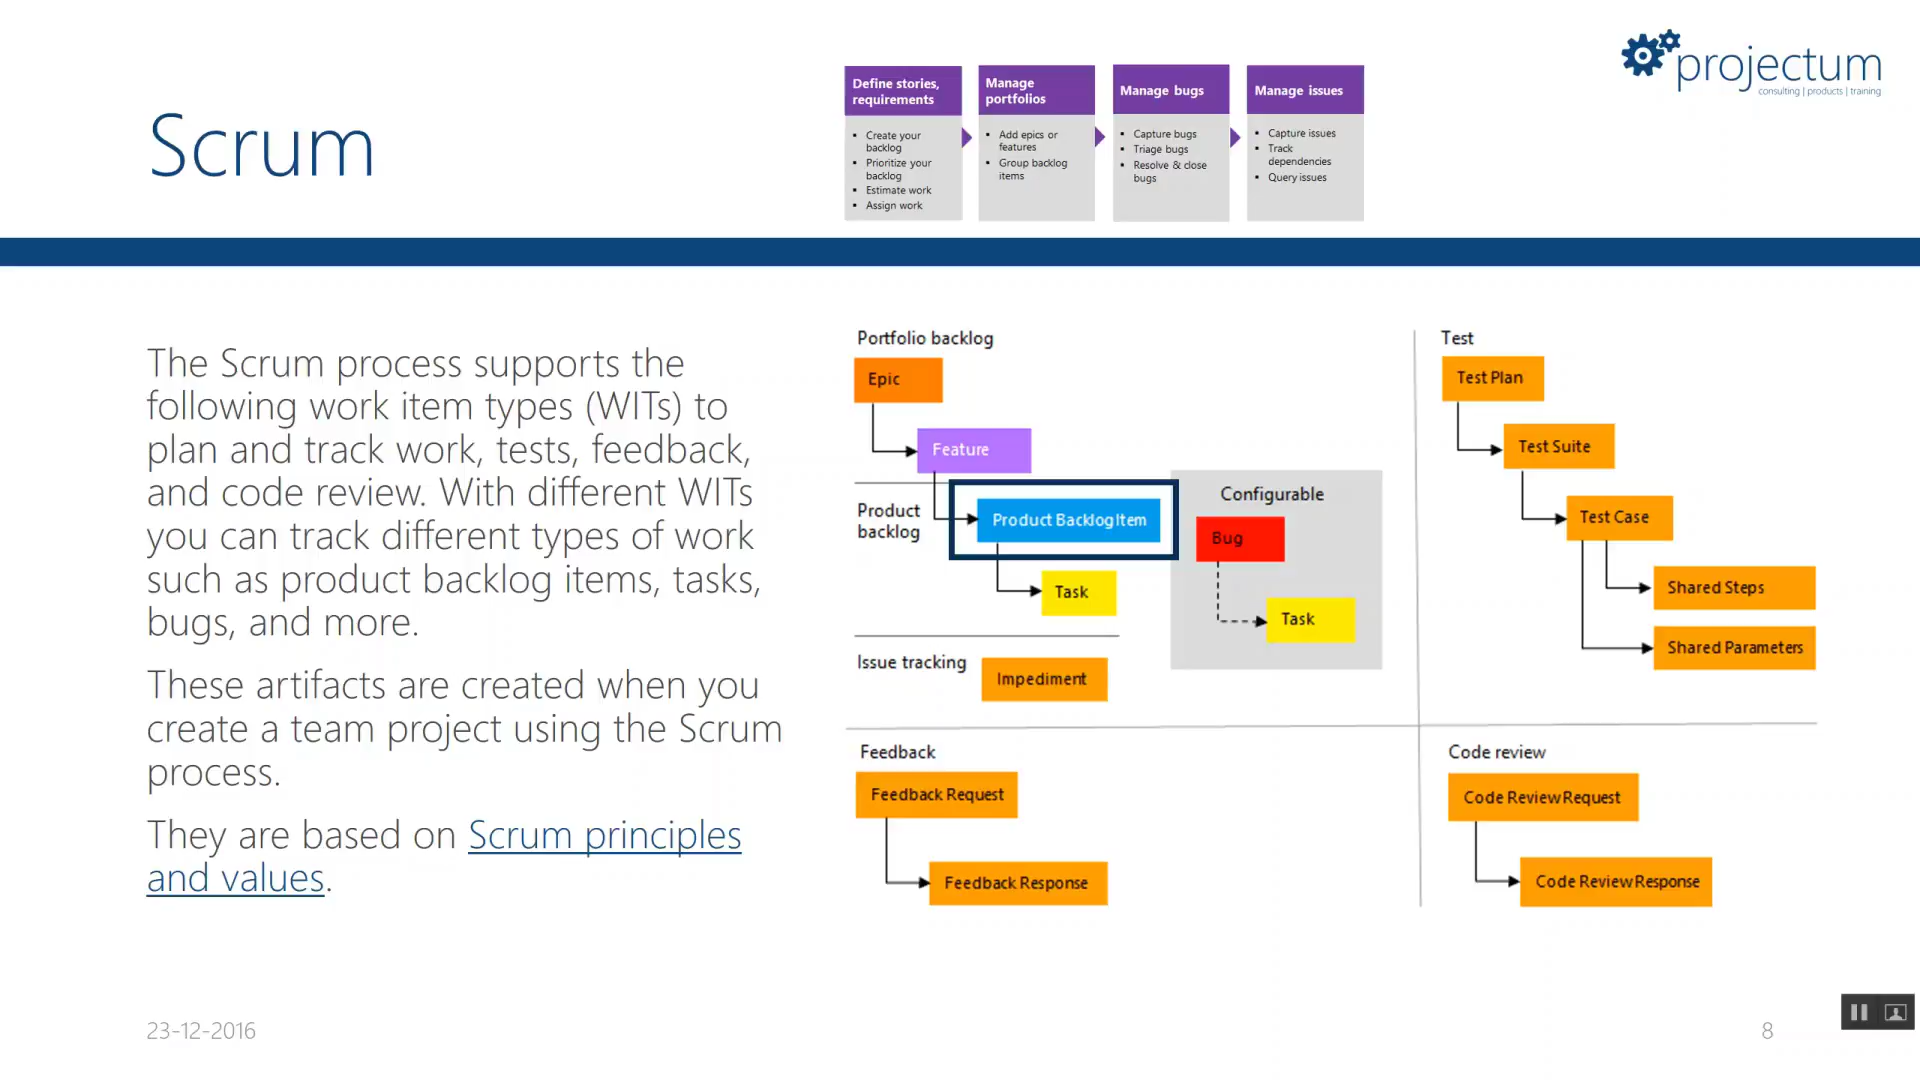 projectum
consulting | products | training
Scrum
Define stories,
requirements
▪ Create your
backlog
▪ Prioritize your
backlog
▪ Estimate work
▪ Assign work
Manage
portfolios
▪ Add epics or
features
▪ Group backlog
items
Manage bugs
▪ Capture bugs
▪ Triage bugs
▪ Resolve & close
bugs
Manage issues
▪ Capture issues
▪ Track
dependencies
▪ Query issues
The Scrum process supports the
following work item types (WITs) to
plan and track work, tests, feedback,
and code review. With different WITs
you can track different types of work
such as product backlog items, tasks,
bugs, and more.
These artifacts are created when you
create a team project using the Scrum
process.
They are based on Scrum principles
and values.
Portfolio backlog
Epic
Feature
Product
backlog
Product Backlog Item
Task
Configurable
Bug
Task
Issue tracking
Impediment
Test
Test Plan
Test Suite
Test Case
Shared Steps
Shared Parameters
Feedback
Feedback Request
Feedback Response
Code review
Code Review Request
Code Review Response
23-12-2016
8